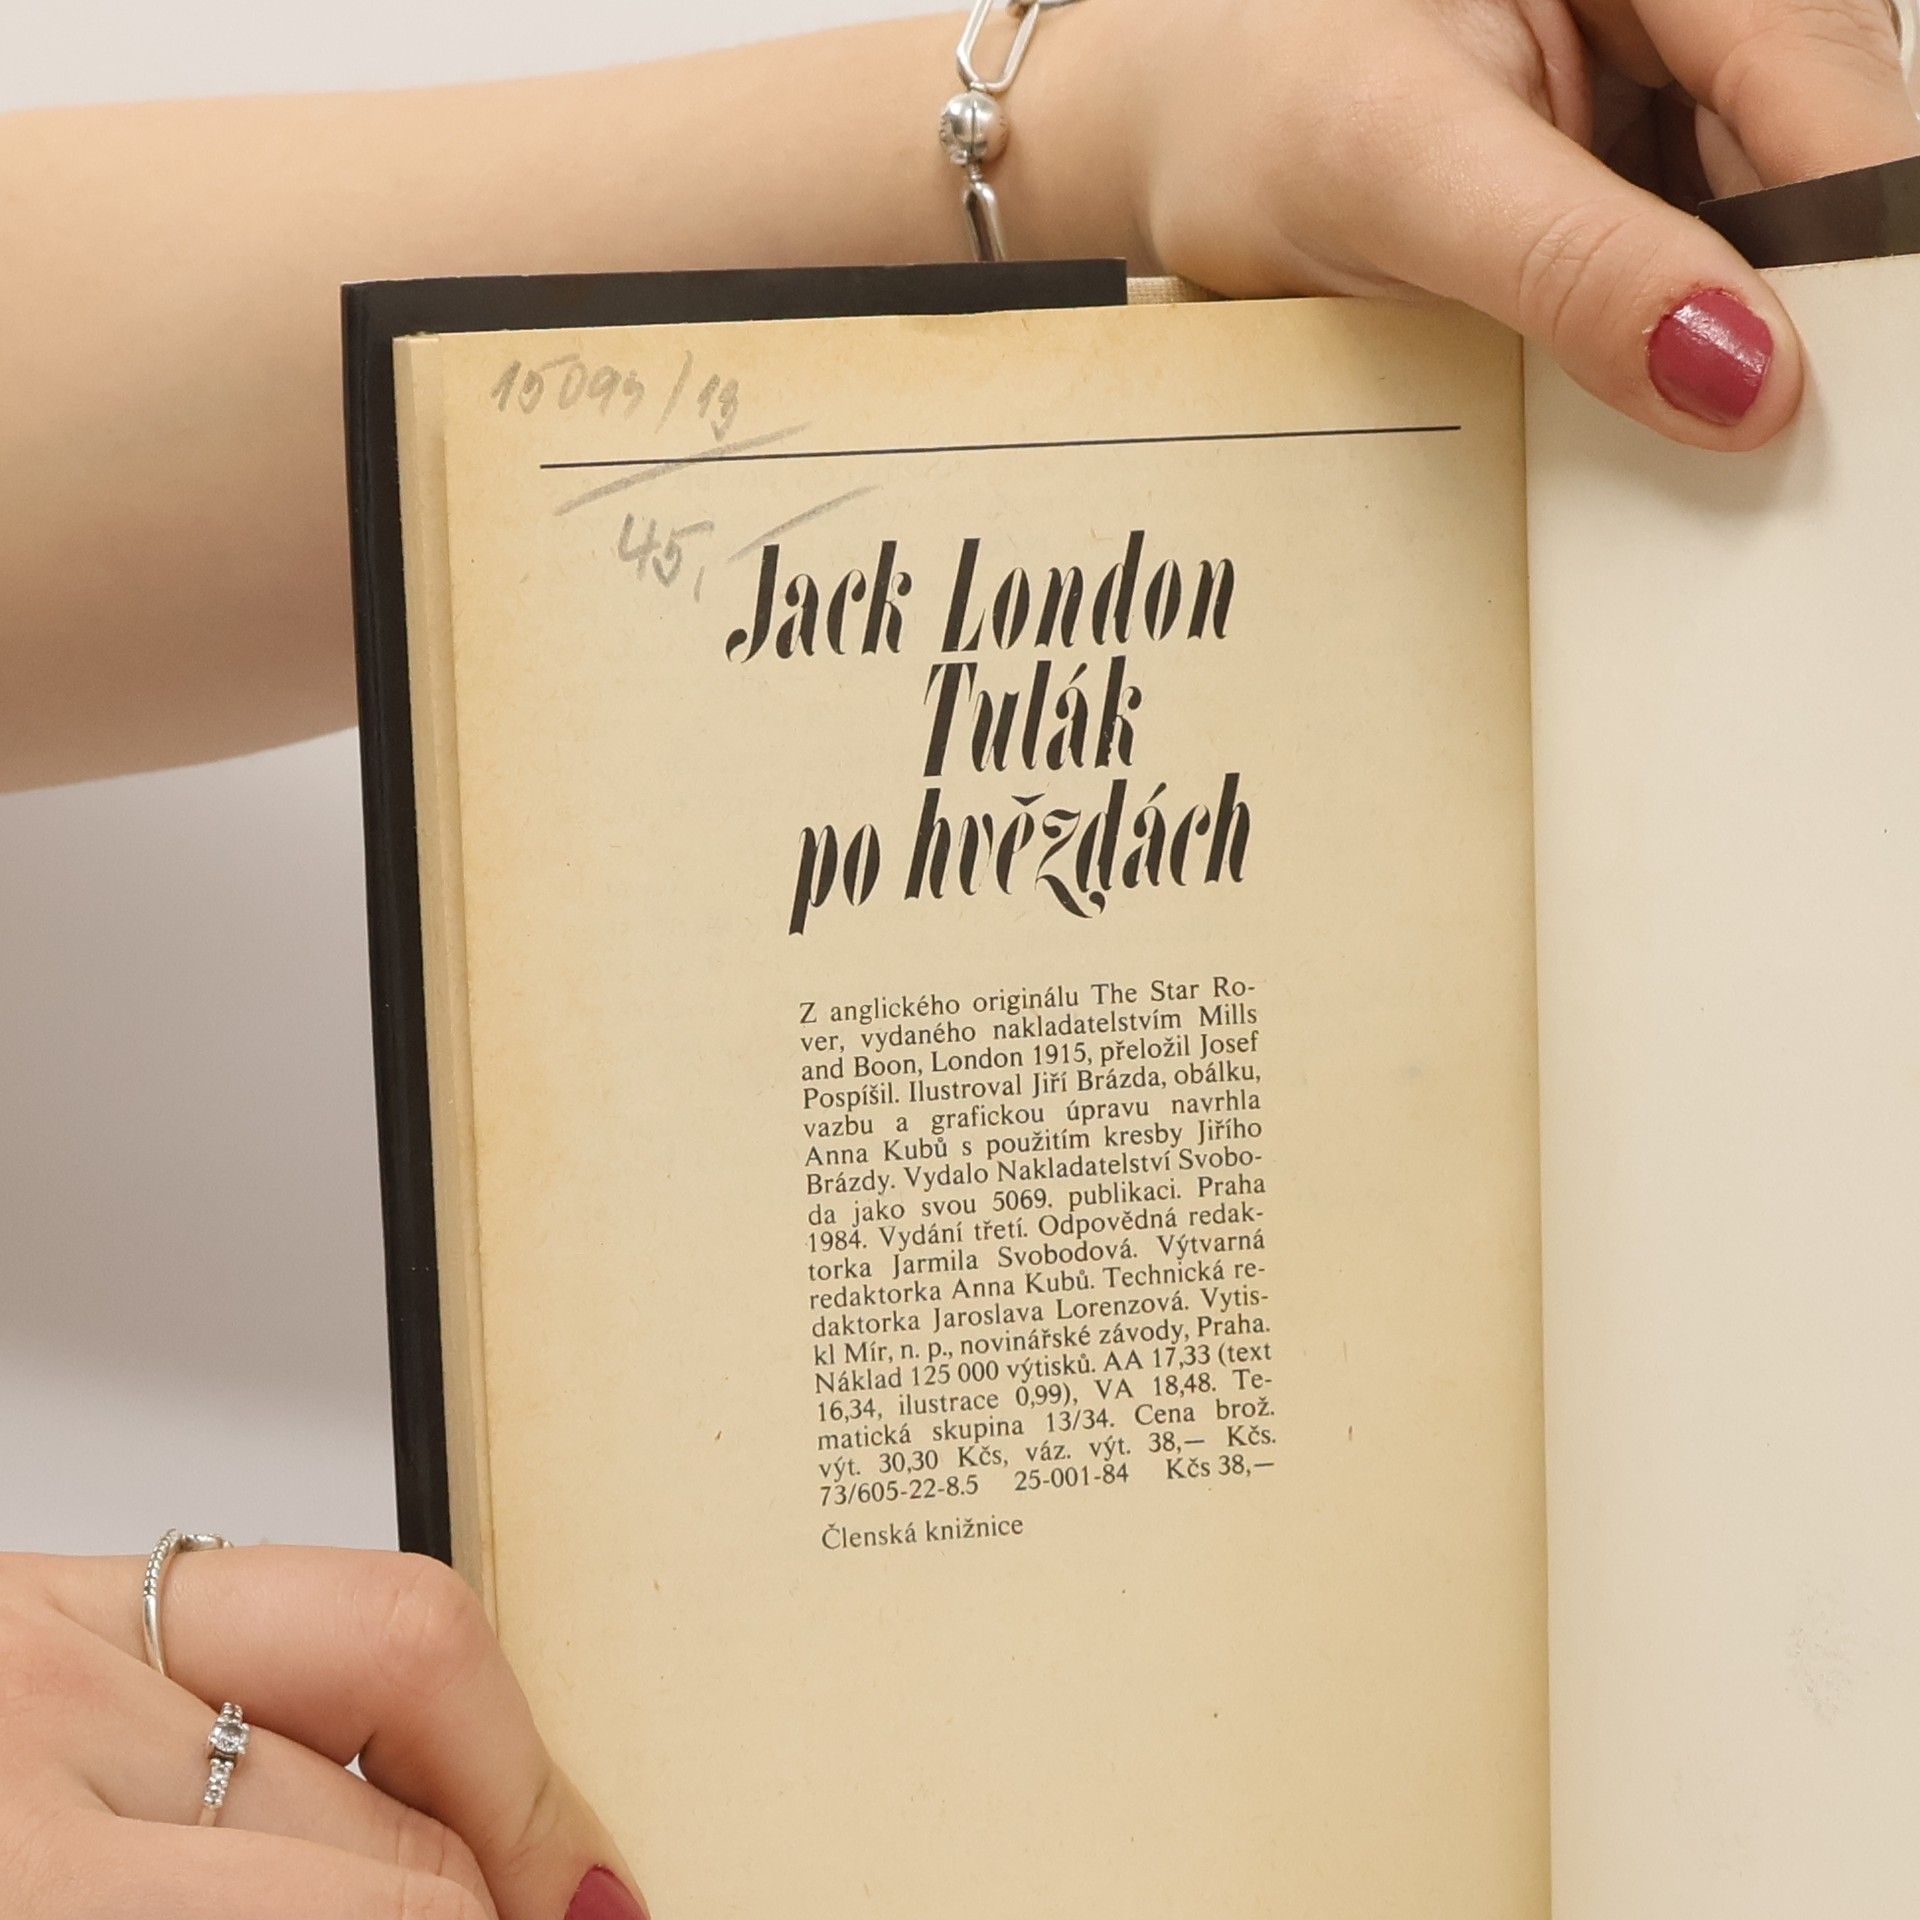 45,
Jack London
Tulák
po hvězdách
Z anglického originálu The Star Ro-
ver, vydaného nakladatelstvím Mills
and Boon, London 1915, přeložil Josef
Pospíšil. Ilustroval Jiří Brázda, obálku,
vazbu a grafickou úpravu navrhla
Anna Kubů s použitím kresby Jiřího
Brázdy. Vydalo Nakladatelství Svobo-
da jako svou 5069. publikaci. Praha
1984. Vydání třetí. Odpovědná redak-
torka Jarmila Svobodová. Výtvarná
redaktorka Anna Kubů. Technická re-
daktorka Jaroslava Lorenzová. Vytis-
kl Mír, n. p., novinářské závody, Praha.
Náklad 125 000 výtisků. AA 17,33 (text
16,34, ilustrace 0,99), VA 18,48. Te-
matická skupina 13/34. Cena brož.
výt. 30,30 Kčs, váz. výt. 38,— Kčs.
73/605-22-8.5 25-001-84 Kčs 38,—
Členská knižnice